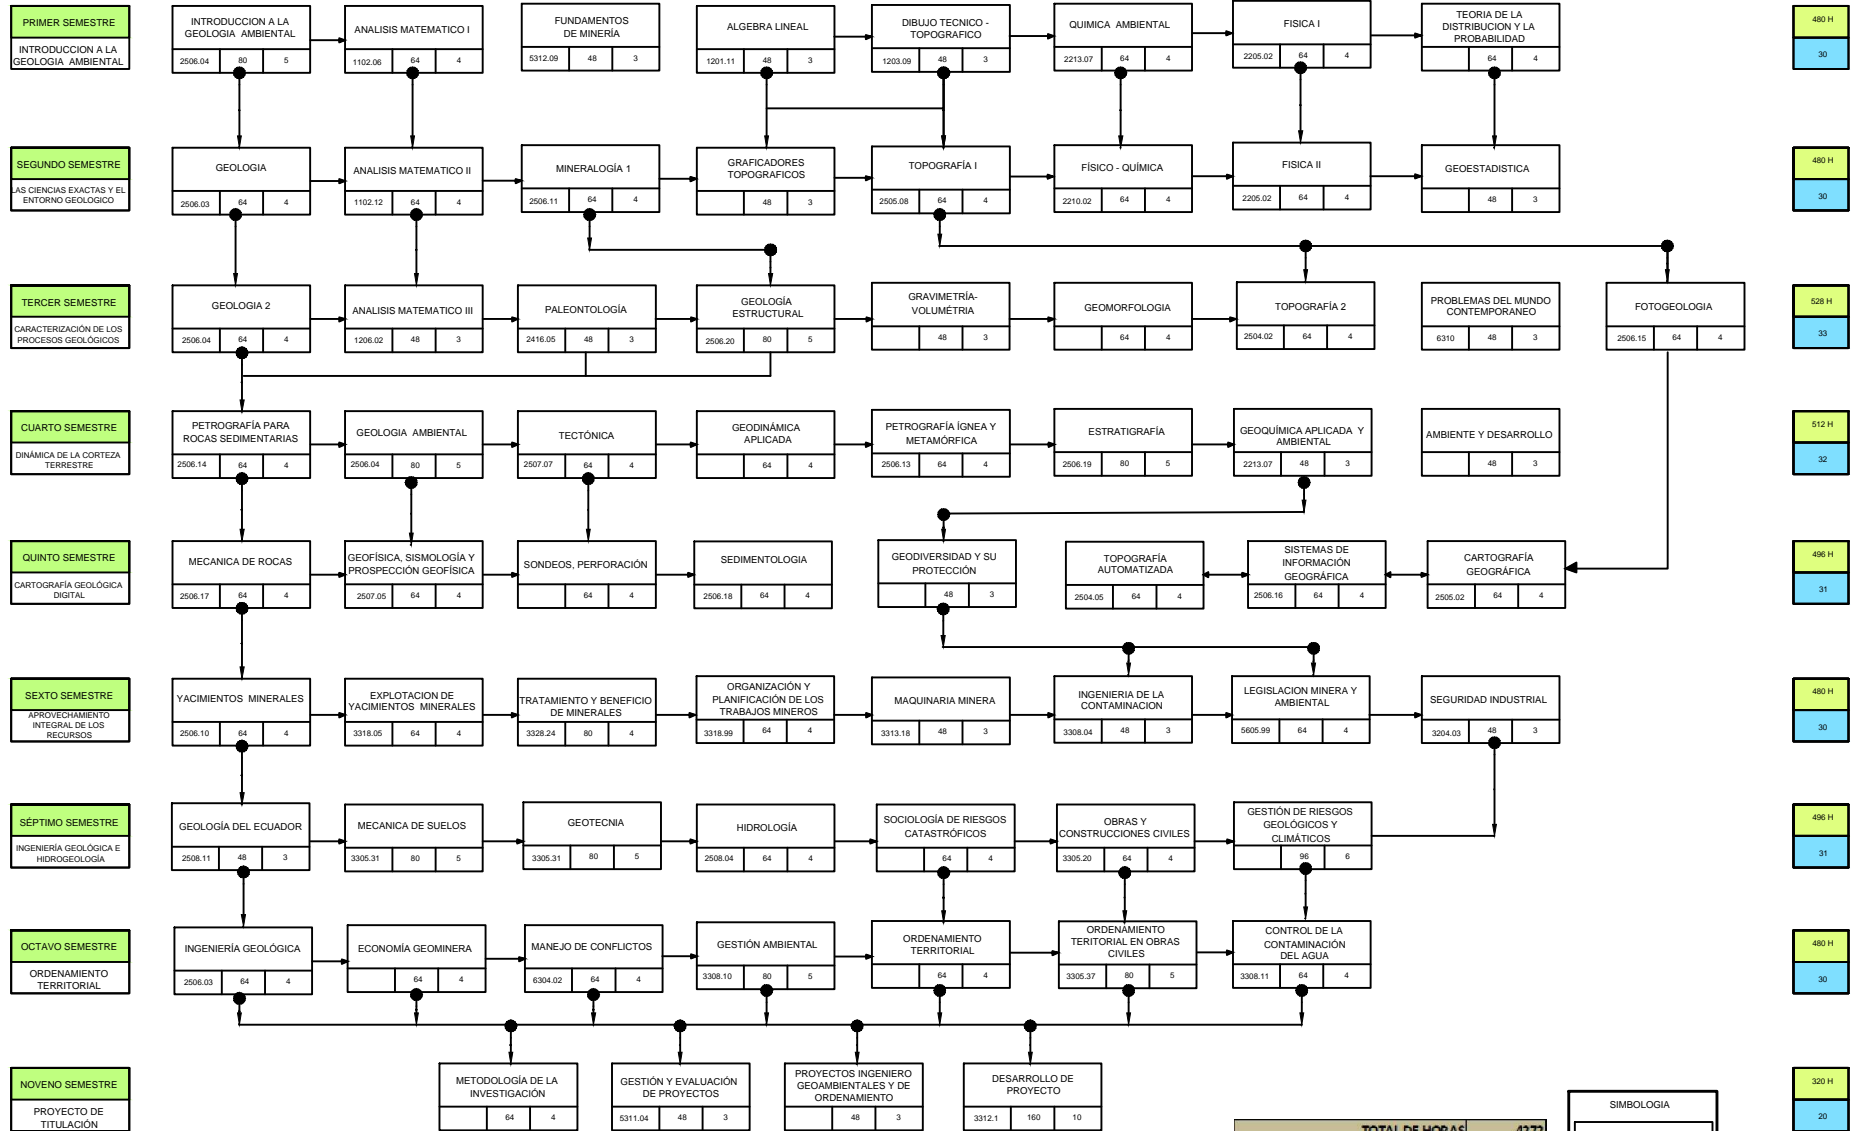 PRIMER SEMESTRE
INTRODUCCION A LA
GEOLOGIA AMBIENTAL
INTRODUCCION A LA
GEOLOGIA AMBIENTAL
2506.04 80 5
ANALISIS MATEMATICO I
1102.06 64 4
FUNDAMENTOS
DE MINERÍA
5312.09 48 3
ALGEBRA LINEAL
1201.11 48 3
DIBUJO TECNICO -
TOPOGRAFICO
1203.09 48 3
QUIMICA AMBIENTAL
2213.07 64 4
FISICA I
2205.02 64 4
TEORIA DE LA
DISTRIBUCION Y LA
PROBABILIDAD
64 4
480 H
30
SEGUNDO SEMESTRE
LAS CIENCIAS EXACTAS Y EL
ENTORNO GEOLOGICO
GEOLOGIA
2506.03 64 4
ANALISIS MATEMATICO II
1102.12 64 4
MINERALOGÍA 1
2506.11 64 4
GRAFICADORES
TOPOGRAFICOS
48 3
TOPOGRAFÍA I
2505.08 64 4
FÍSICO - QUÍMICA
2210.02 64 4
FISICA II
2205.02 64 4
GEOESTADISTICA
48 3
480 H
30
TERCER SEMESTRE
CARACTERIZACIÓN DE LOS
PROCESOS GEOLÓGICOS
GEOLOGIA 2
2506.04 64 4
ANALISIS MATEMATICO III
1206.02 48 3
PALEONTOLOGÍA
2416.05 48 3
GEOLOGÍA
ESTRUCTURAL
2506.20 80 5
GRAVIMETRÍA-
VOLUMÉTRIA
48 3
GEOMORFOLOGIA
64 4
TOPOGRAFÍA 2
2504.02 64 4
PROBLEMAS DEL MUNDO
CONTEMPORANEO
6310 48 3
FOTOGEOLOGIA
2506.15 64 4
528 H
33
CUARTO SEMESTRE
DINÁMICA DE LA CORTEZA
TERRESTRE
PETROGRAFÍA PARA
ROCAS SEDIMENTARIAS
2506.14 64 4
GEOLOGIA AMBIENTAL
2506.04 80 5
TECTÓNICA
2507.07 64 4
GEODINÁMICA
APLICADA
64 4
PETROGRAFÍA ÍGNEA Y
METAMÓRFICA
2506.13 64 4
ESTRATIGRAFÍA
2506.19 80 5
GEOQUÍMICA APLICADA Y
AMBIENTAL
2213.07 48 3
AMBIENTE Y DESARROLLO
48 3
512 H
32
QUINTO SEMESTRE
CARTOGRAFÍA GEOLÓGICA
DIGITAL
MECANICA DE ROCAS
2506.17 64 4
GEOFÍSICA, SISMOLOGÍA Y
PROSPECCIÓN GEOFÍSICA
2507.05 64 4
SONDEOS, PERFORACIÓN
64 4
SEDIMENTOLOGIA
2506.18 64 4
GEODIVERSIDAD Y SU
PROTECCIÓN
48 3
TOPOGRAFÍA
AUTOMATIZADA
2504.05 64 4
SISTEMAS DE
INFORMACIÓN
GEOGRÁFICA
2506.16 64 4
CARTOGRAFÍA
GEOGRÁFICA
2505.02 64 4
496 H
31
SEXTO SEMESTRE
APROVECHAMIENTO
INTEGRAL DE LOS
RECURSOS
YACIMIENTOS MINERALES
2506.10 64 4
EXPLOTACION DE
YACIMIENTOS MINERALES
3318.05 64 4
TRATAMIENTO Y BENEFICIO
DE MINERALES
3328.24 80 4
ORGANIZACIÓN Y
PLANIFICACIÓN DE LOS
TRABAJOS MINEROS
3318.99 64 4
MAQUINARIA MINERA
3313.18 48 3
INGENIERIA DE LA
CONTAMINACION
3308.04 48 3
LEGISLACION MINERA Y
AMBIENTAL
5605.99 64 4
SEGURIDAD INDUSTRIAL
3204.03 48 3
480 H
30
SÉPTIMO SEMESTRE
INGENIERÍA GEOLÓGICA E
HIDROGEOLOGÍA
GEOLOGÍA DEL ECUADOR
2508.11 48 3
MECANICA DE SUELOS
3305.31 80 5
GEOTECNIA
3305.31 80 5
HIDROLOGÍA
2508.04 64 4
SOCIOLOGÍA DE RIESGOS
CATASTRÓFICOS
64 4
OBRAS Y
CONSTRUCCIONES CIVILES
3305.20 64 4
GESTIÓN DE RIESGOS
GEOLÓGICOS Y
CLIMÁTICOS
96 6
496 H
31
OCTAVO SEMESTRE
ORDENAMIENTO
TERRITORIAL
INGENIERÍA GEOLÓGICA
2506.03 64 4
ECONOMÍA GEOMINERA
64 4
MANEJO DE CONFLICTOS
6304.02 64 4
GESTIÓN AMBIENTAL
3308.10 80 5
ORDENAMIENTO
TERRITORIAL
64 4
ORDENAMIENTO
TERITORIAL EN OBRAS
CIVILES
3305.37 80 5
CONTROL DE LA
CONTAMINACIÓN
DEL AGUA
3308.11 64 4
480 H
30
NOVENO SEMESTRE
PROYECTO DE
TITULACIÓN
METODOLOGÍA DE LA
INVESTIGACIÓN
64 4
GESTIÓN Y EVALUACIÓN
DE PROYECTOS
5311.04 48 3
PROYECTOS INGENIERO
GEOAMBIENTALES Y DE
ORDENAMIENTO
48 3
DESARROLLO DE
PROYECTO
3312.1 160 10
320 H
20
TOTAL DE HORAS 4272
SIMBOLOGIA